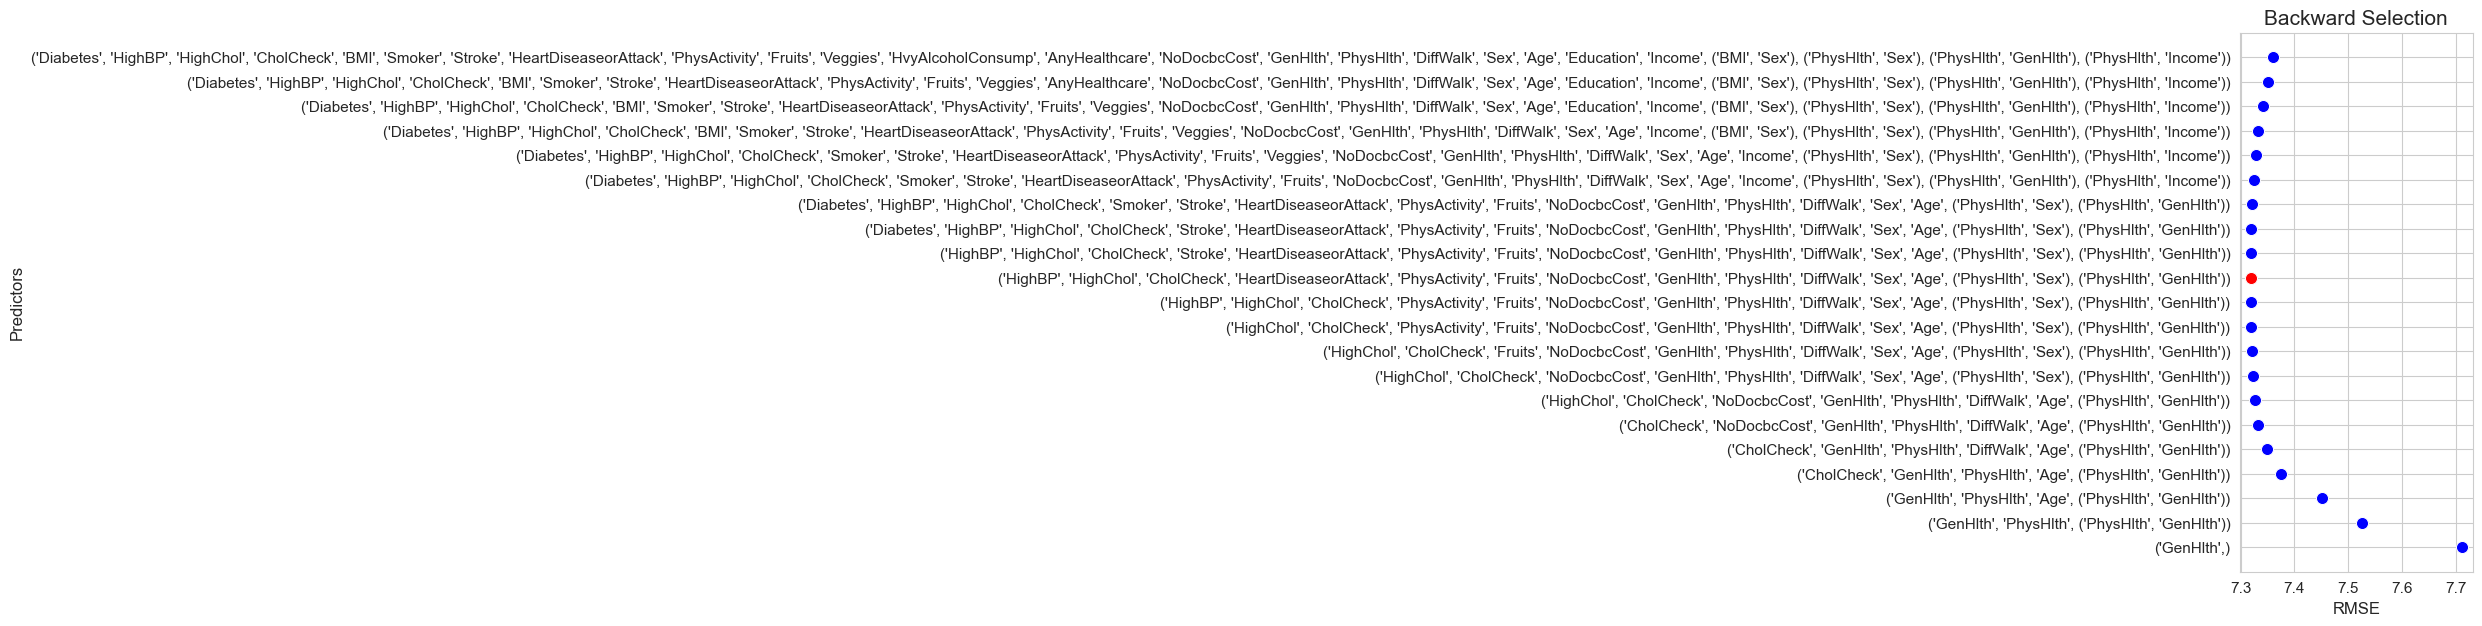 Backward Selection
('Diabetes', 'HighBP', 'HighChol', 'CholCheck', 'BMI', 'Smoker', 'Stroke', 'HeartDiseaseorAttack', 'PhysActivity', 'Fruits', 'Veggies', 'HvyAlcoholConsump', 'AnyHealthcare', 'NoDocbcCost', 'GenHlth', 'PhysHlth', 'DiffWalk', 'Sex', 'Age', 'Education', 'Income', ('BMI', 'Sex'), ('PhysHlth', 'Sex'), ('PhysHlth', 'GenHlth'), ('PhysHlth', 'Income'))
('Diabetes', 'HighBP', 'HighChol', 'CholCheck', 'BMI', 'Smoker', 'Stroke', 'HeartDiseaseorAttack', 'PhysActivity', 'Fruits', 'Veggies', 'AnyHealthcare', 'NoDocbcCost', 'GenHlth', 'PhysHlth', 'DiffWalk', 'Sex', 'Age', 'Education', 'Income', ('BMI', 'Sex'), ('PhysHlth', 'Sex'), ('PhysHlth', 'GenHlth'), ('PhysHlth', 'Income'))
('Diabetes', 'HighBP', 'HighChol', 'CholCheck', 'BMI', 'Smoker', 'Stroke', 'HeartDiseaseorAttack', 'PhysActivity', 'Fruits', 'Veggies', 'NoDocbcCost', 'GenHlth', 'PhysHlth', 'DiffWalk', 'Sex', 'Age', 'Education', 'Income', ('BMI', 'Sex'), ('PhysHlth', 'Sex'), ('PhysHlth', 'GenHlth'), ('PhysHlth', 'Income'))
('Diabetes', 'HighBP', 'HighChol', 'CholCheck', 'BMI', 'Smoker', 'Stroke', 'HeartDiseaseorAttack', 'PhysActivity', 'Fruits', 'Veggies', 'NoDocbcCost', 'GenHlth', 'PhysHlth', 'DiffWalk', 'Sex', 'Age', 'Income', ('BMI', 'Sex'), ('PhysHlth', 'Sex'), ('PhysHlth', 'GenHlth'), ('PhysHlth', 'Income'))
('Diabetes', 'HighBP', 'HighChol', 'CholCheck', 'Smoker', 'Stroke', 'HeartDiseaseorAttack', 'PhysActivity', 'Fruits', 'Veggies', 'NoDocbcCost', 'GenHlth', 'PhysHlth', 'DiffWalk', 'Sex', 'Age', 'Income', ('PhysHlth', 'Sex'), ('PhysHlth', 'GenHlth'), ('PhysHlth', 'Income'))
('Diabetes', 'HighBP', 'HighChol', 'CholCheck', 'Smoker', 'Stroke', 'HeartDiseaseorAttack', 'PhysActivity', 'Fruits', 'NoDocbcCost', 'GenHlth', 'PhysHlth', 'DiffWalk', 'Sex', 'Age', 'Income', ('PhysHlth', 'Sex'), ('PhysHlth', 'GenHlth'), ('PhysHlth', 'Income'))
('Diabetes', 'HighBP', 'HighChol', 'CholCheck', 'Smoker', 'Stroke', 'HeartDiseaseorAttack', 'PhysActivity', 'Fruits', 'NoDocbcCost', 'GenHlth', 'PhysHlth', 'DiffWalk', 'Sex', 'Age', ('PhysHlth', 'Sex'), ('PhysHlth', 'GenHlth'))
('Diabetes', 'HighBP', 'HighChol', 'CholCheck', 'Stroke', 'HeartDiseaseorAttack', 'PhysActivity', 'Fruits', 'NoDocbcCost', 'GenHlth', 'PhysHlth', 'DiffWalk', 'Sex', 'Age', ('PhysHlth', 'Sex'), ('PhysHlth', 'GenHlth'))
('HighBP', 'HighChol', 'CholCheck', 'Stroke', 'HeartDiseaseorAttack', 'PhysActivity', 'Fruits', 'NoDocbcCost', 'GenHlth', 'PhysHlth', 'DiffWalk', 'Sex', 'Age', ('PhysHlth', 'Sex'), ('PhysHlth', 'GenHlth'))
('HighBP', 'HighChol', 'CholCheck', 'HeartDiseaseorAttack', 'PhysActivity', 'Fruits', 'NoDocbcCost', 'GenHlth', 'PhysHlth', 'DiffWalk', 'Sex', 'Age', ('PhysHlth', 'Sex'), ('PhysHlth', 'GenHlth'))
('HighBP', 'HighChol', 'CholCheck', 'PhysActivity', 'Fruits', 'NoDocbcCost', 'GenHlth', 'PhysHlth', 'DiffWalk', 'Sex', 'Age', ('PhysHlth', 'Sex'), ('PhysHlth', 'GenHlth'))
('HighChol', 'CholCheck', 'PhysActivity', 'Fruits', 'NoDocbcCost', 'GenHlth', 'PhysHlth', 'DiffWalk', 'Sex', 'Age', ('PhysHlth', 'Sex'), ('PhysHlth', 'GenHlth'))
('HighChol', 'CholCheck', 'Fruits', 'NoDocbcCost', 'GenHlth', 'PhysHlth', 'DiffWalk', 'Sex', 'Age', ('PhysHlth', 'Sex'), ('PhysHlth', 'GenHlth'))
('HighChol', 'CholCheck', 'NoDocbcCost', 'GenHlth', 'PhysHlth', 'DiffWalk', 'Sex', 'Age', ('PhysHlth', 'Sex'), ('PhysHlth', 'GenHlth'))
('HighChol', 'CholCheck', 'NoDocbcCost', 'GenHlth', 'PhysHlth', 'DiffWalk', 'Age', ('PhysHlth', 'GenHlth'))
('CholCheck', 'NoDocbcCost', 'GenHlth', 'PhysHlth', 'DiffWalk', 'Age', ('PhysHlth', 'GenHlth'))
('CholCheck', 'GenHlth', 'PhysHlth', 'DiffWalk', 'Age', ('PhysHlth', 'GenHlth'))
('CholCheck', 'GenHlth', 'PhysHlth', 'Age', ('PhysHlth', 'GenHlth'))
('GenHlth', 'PhysHlth', 'Age', ('PhysHlth', 'GenHlth'))
('GenHlth', 'PhysHlth', ('PhysHlth', 'GenHlth'))
('GenHlth',)
Predictors
7.3 7.4 7.5 7.6 7.7
RMSE